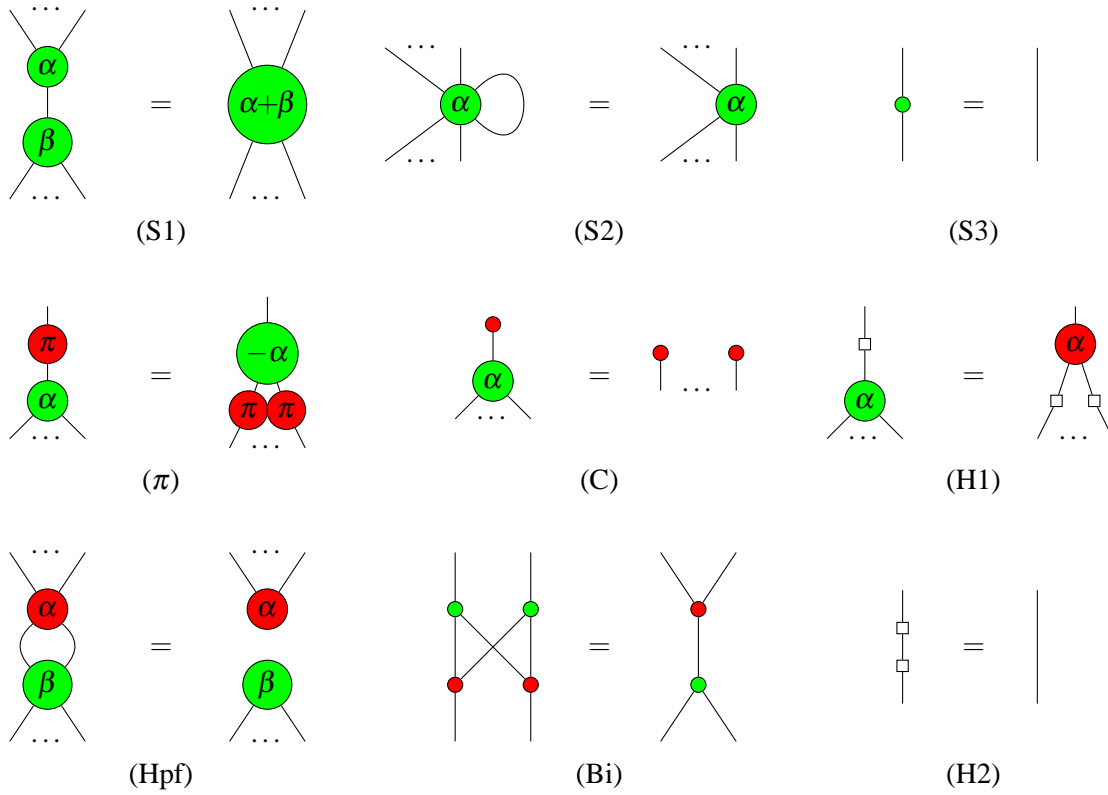 ... ... ... ...
α α+β α α
β
= = =
... ... ... ...
(S1) (S2) (S3)
π −α
α π π α α α
= = =
... ... ... ... ... ...
(π) (C) (H1)
... ...
α α
= = =
β β
... ...
(Hpf) (Bi) (H2)